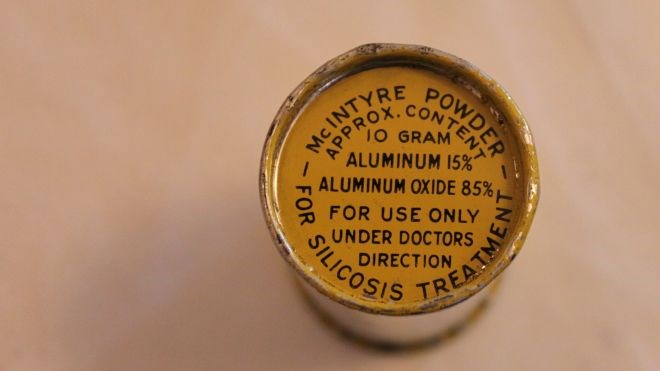 McINTYRE POWDER
APPROX. CONTENT
10 GRAM
ALUMINUM 15%
ALUMINUM OXIDE 85%
FOR USE ONLY
UNDER DOCTORS
DIRECTION
— FOR SILICOSIS TREATMENT —